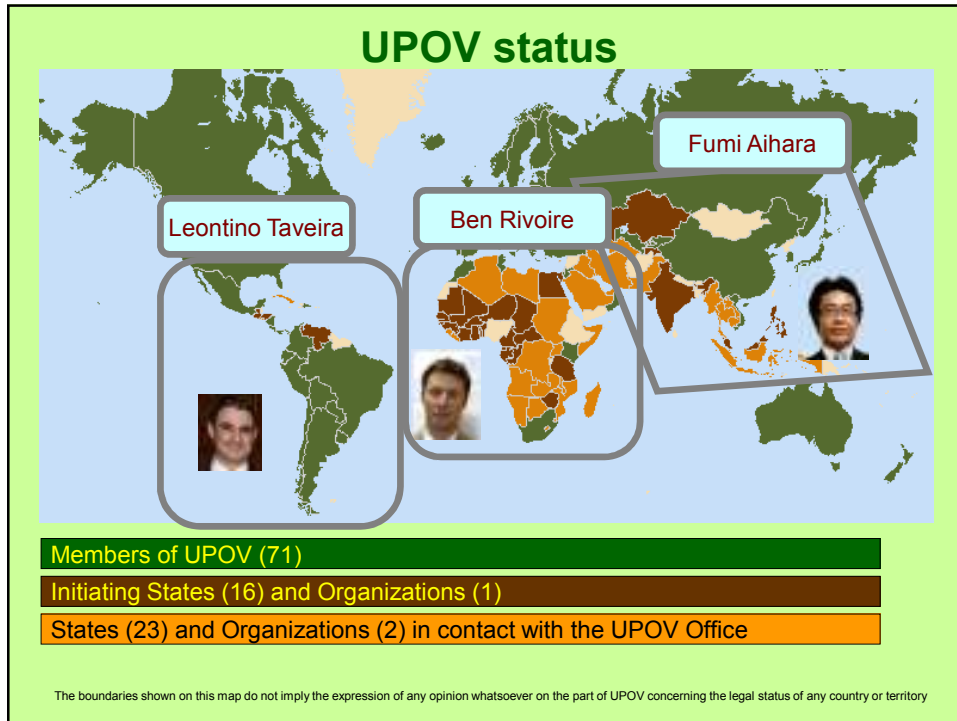 UPOV status
Fumi Aihara
Leontino Taveira
Ben Rivoire
Members of UPOV (71)
Initiating States (16) and Organizations (1)
States (23) and Organizations (2) in contact with the UPOV Office
The boundaries shown on this map do not imply the expression of any opinion whatsoever on the part of UPOV concerning the legal status of any country or territory